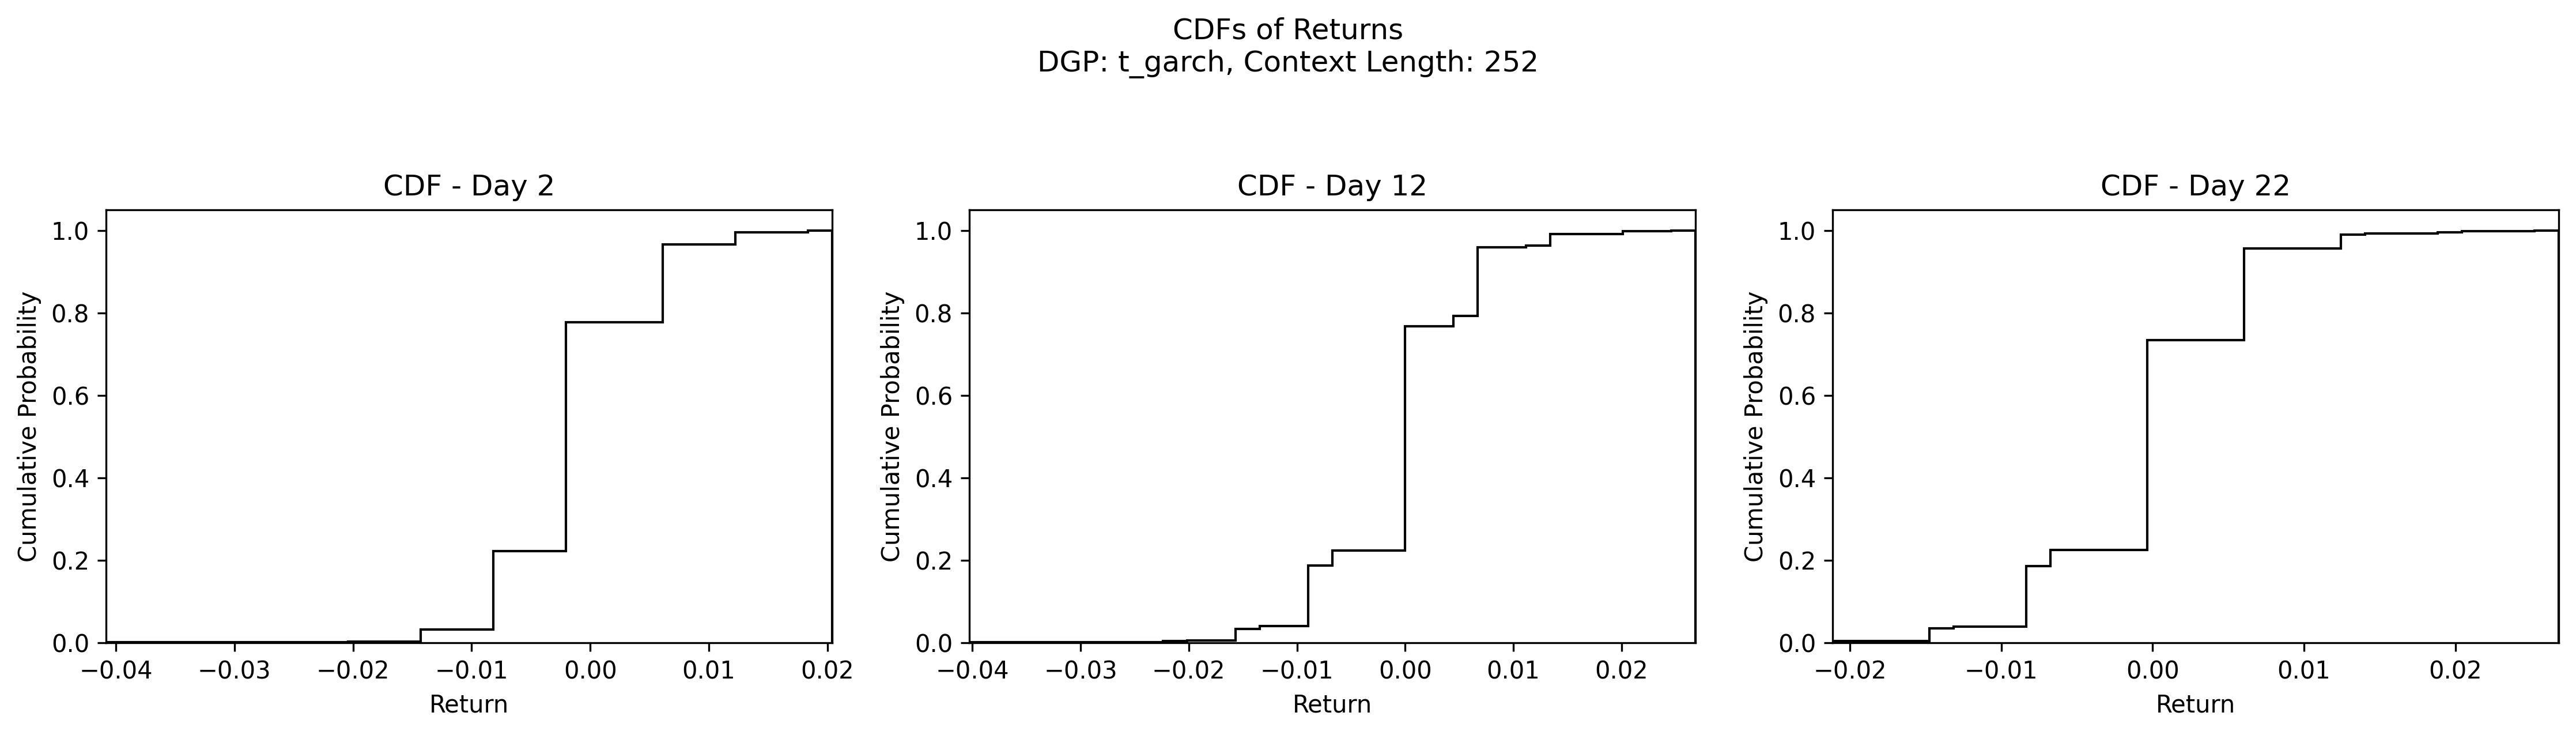 CDFs of Returns
DGP: t_garch, Context Length: 252
CDF - Day 2
Cumulative Probability
1.0
0.8
0.6
0.4
0.2
0.0
−0.04 −0.03 −0.02 −0.01 0.00 0.01 0.02
Return
CDF - Day 12
Cumulative Probability
1.0
0.8
0.6
0.4
0.2
0.0
−0.04 −0.03 −0.02 −0.01 0.00 0.01 0.02
Return
CDF - Day 22
Cumulative Probability
1.0
0.8
0.6
0.4
0.2
0.0
−0.02 −0.01 0.00 0.01 0.02
Return